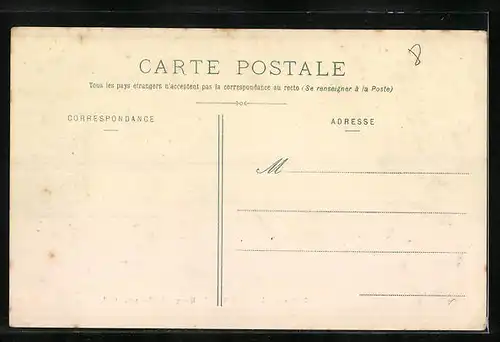 8
CARTE POSTALE
Tous les pays étrangers n'acceptent pas la correspondance au recto (Se renseigner à la Poste)
CORRESPONDANCE
ADRESSE
M